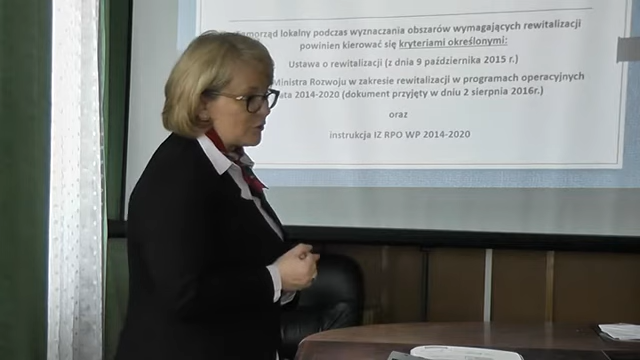 Samorząd lokalny podczas wyznaczania obszarów wymagających rewitalizacji
powinien kierować się kryteriami określonymi:
Ustawa o rewitalizacji (z dnia 9 października 2015 r.)
Ministra Rozwoju w zakresie rewitalizacji w programach operacyjnych
lata 2014-2020 (dokument przyjęty w dniu 2 sierpnia 2016r.)
oraz
instrukcja IZ RPO WP 2014-2020